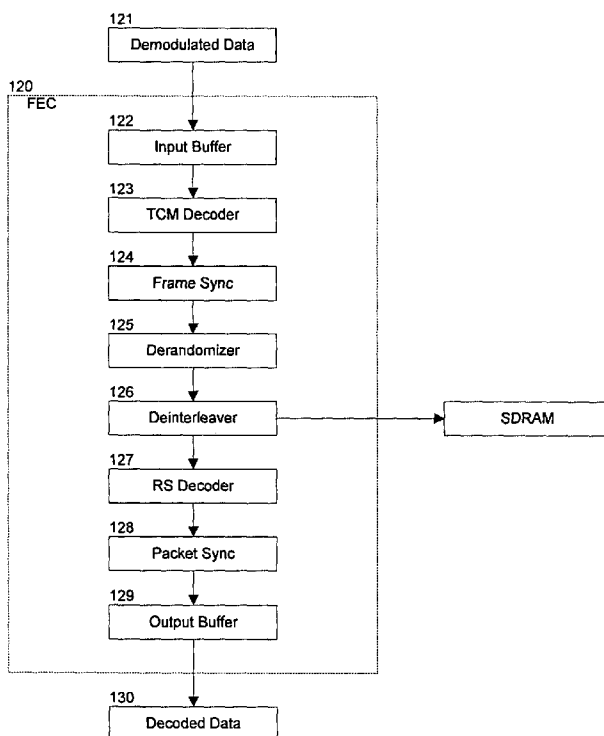 121
Demodulated Data
120
FEC
122
Input Buffer
123
TCM Decoder
124
Frame Sync
125
Derandomizer
126
Deinterleaver
SDRAM
127
RS Decoder
128
Packet Sync
129
Output Buffer
130
Decoded Data